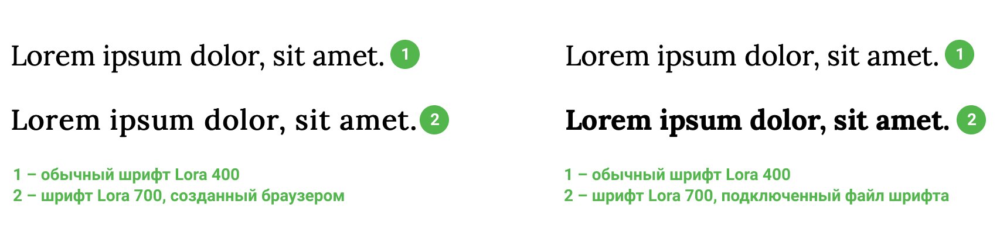 Lorem ipsum dolor, sit amet. 1
Lorem ipsum dolor, sit amet. 2
1 – обычный шрифт Lora 400
2 – шрифт Lora 700, созданный браузером
Lorem ipsum dolor, sit amet. 1
Lorem ipsum dolor, sit amet. 2
1 – обычный шрифт Lora 400
2 – шрифт Lora 700, подключенный файл шрифта